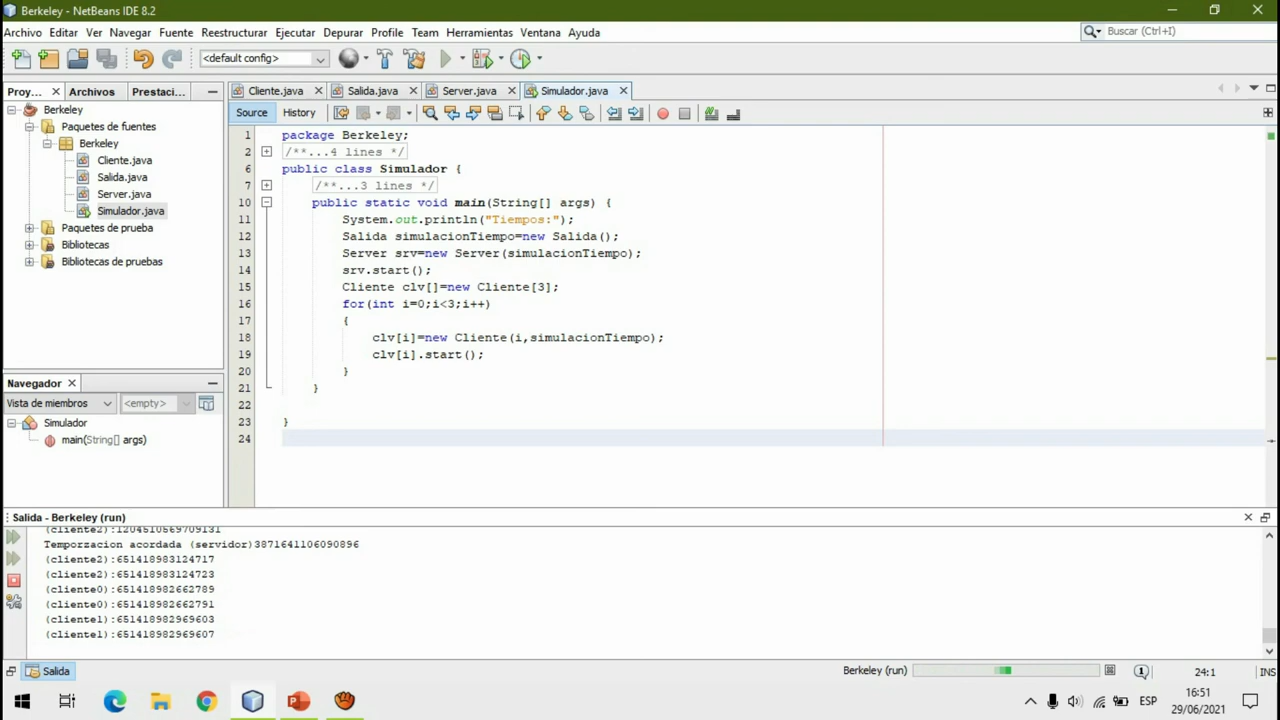 Berkeley - NetBeans IDE 8.2
Archivo Editar Ver Navegar Fuente Reestructurar Ejecutar Depurar Profile Team Herramientas Ventana Ayuda
Buscar (Ctrl+I)
<default config>
Proy... Archivos Prestaci...
Cliente.java Salida.java Server.java Simulador.java
Source History
Berkeley
Paquetes de fuentes
Berkeley
Cliente.java
Salida.java
Server.java
Simulador.java
Paquetes de prueba
Bibliotecas
Bibliotecas de pruebas
Navegador
Vista de miembros <empty>
Simulador
main(String[] args)
1 package Berkeley;
2 /**...4 lines */
6 public class Simulador {
7 /**...3 lines */
10 public static void main(String[] args) {
11 System.out.println("Tiempos:");
12 Salida simulacionTiempo=new Salida();
13 Server srv=new Server(simulacionTiempo);
14 srv.start();
15 Cliente clv[]=new Cliente[3];
16 for(int i=0;i<3;i++)
17 {
18 clv[i]=new Cliente(i,simulacionTiempo);
19 clv[i].start();
20 }
21 }
22
23 }
24
Salida - Berkeley (run)
(cliente2):1204510569709131
Temporzacion acordada (servidor)3871641106090896
(cliente2):651418983124717
(cliente2):651418983124723
(cliente0):651418982662789
(cliente0):651418982662791
(cliente1):651418982969603
(cliente1):651418982969607
Salida
Berkeley (run)
24:1
INS
ESP
16:51
29/06/2021